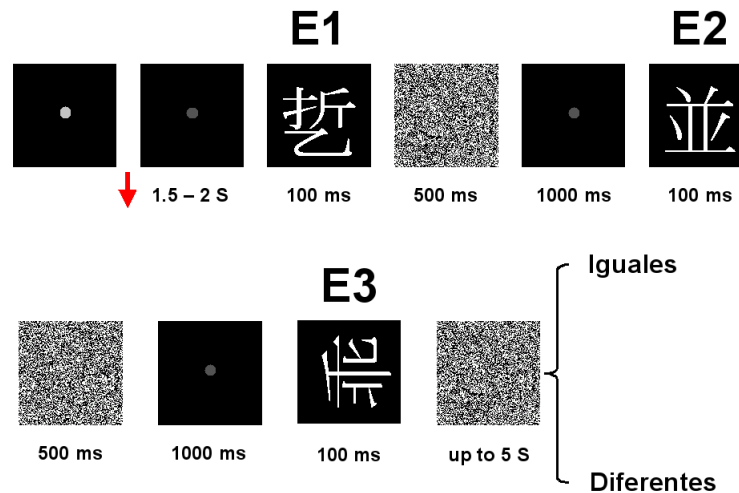 E1
E2
並
1.5 – 2 S
100 ms
500 ms
1000 ms
100 ms
E3
Iguales
500 ms
1000 ms
100 ms
up to 5 S
Diferentes